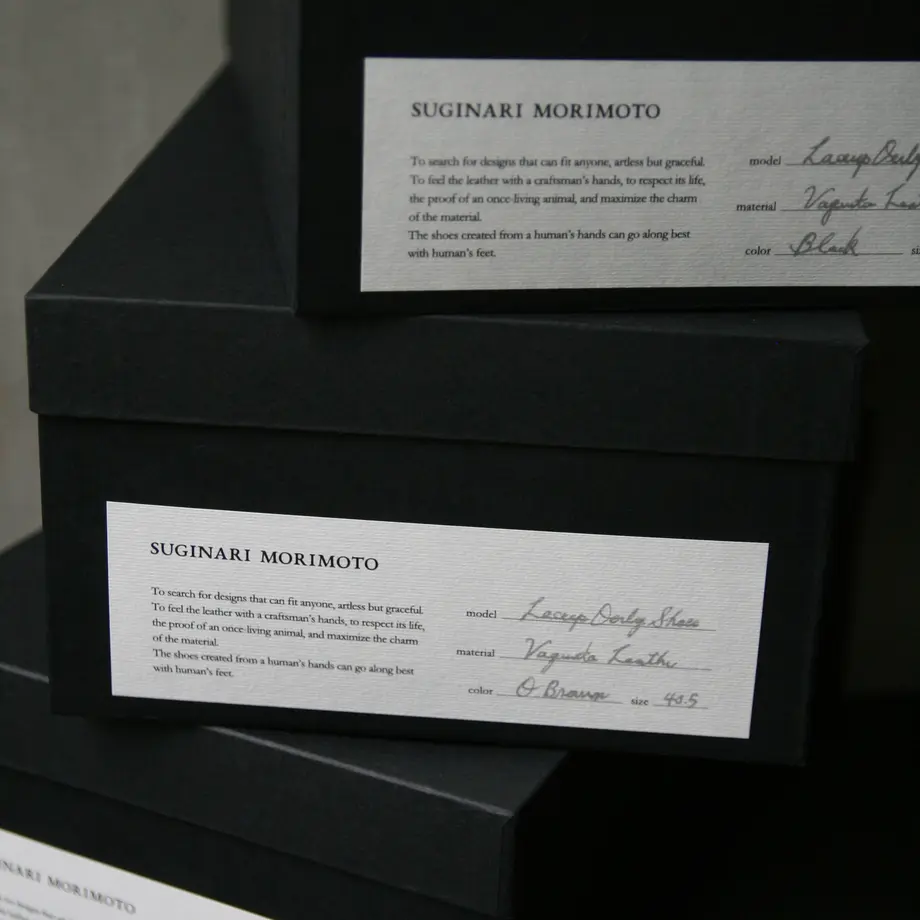 SUGINARI MORIMOTO
To search for designs that can fit anyone, artless but graceful.
To feel the leather with a craftsman's hands, to respect its life,
the proof of an once-living animal, and maximize the charm
of the material.
The shoes created from a human's hands can go along best
with human's feet.
model Laceup Derby
material Vaqueta
color Black
SUGINARI MORIMOTO
To search for designs that can fit anyone, artless but graceful.
To feel the leather with a craftsman's hands, to respect its life,
the proof of an once-living animal, and maximize the charm
of the material.
The shoes created from a human's hands can go along best
with human's feet.
model Laceup Derby Shoes
material Vaqueta Leather
color D Brown size 40.5
MORIMOTO